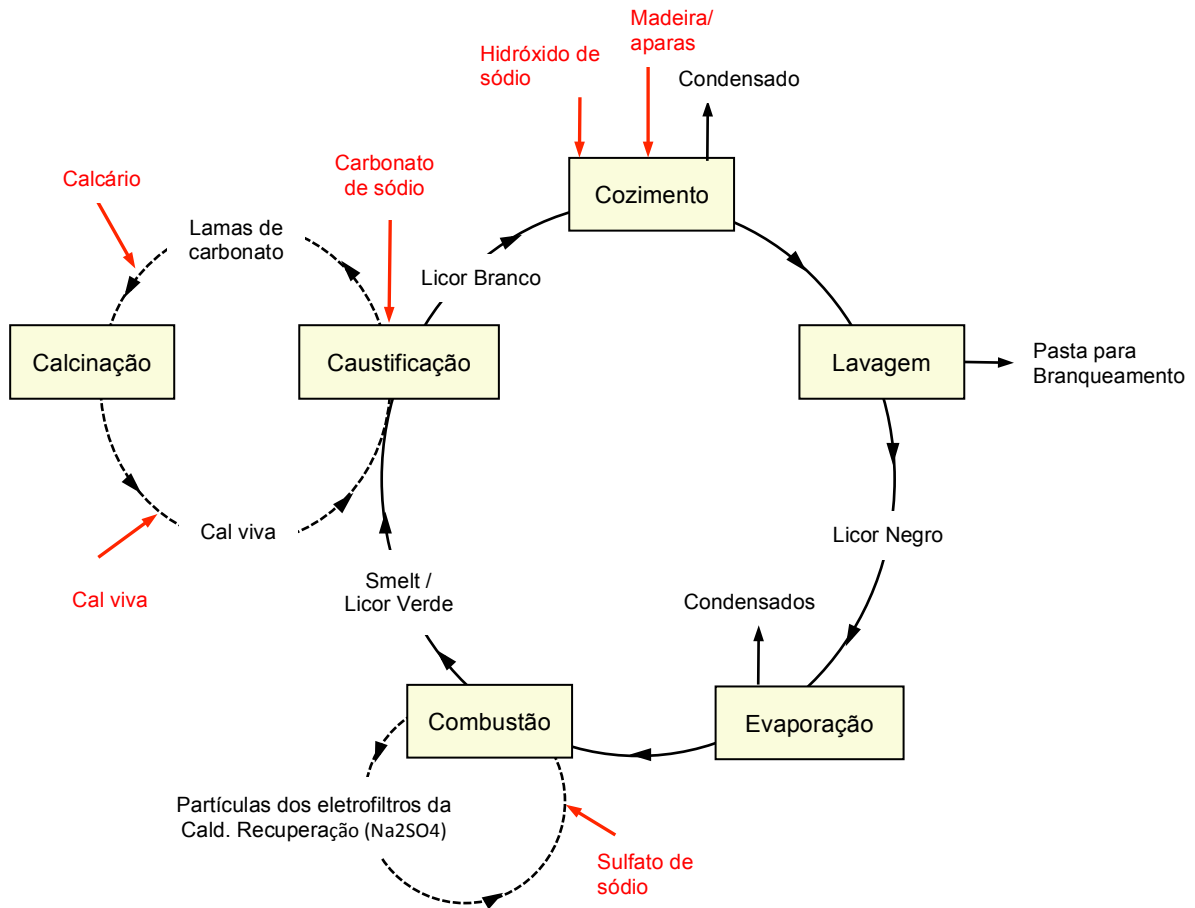 Madeira/
aparas
Hidróxido de
sódio
Condensado
Carbonato
de sódio
Calcário
Cozimento
Lamas de
carbonato
Licor Branco
Calcinação
Caustificação
Lavagem
Pasta para
Branqueamento
Cal viva
Licor Negro
Cal viva
Smelt /
Licor Verde
Condensados
Combustão
Evaporação
Partículas dos eletrofiltros da
Cald. Recuperação (Na2SO4)
Sulfato de
sódio